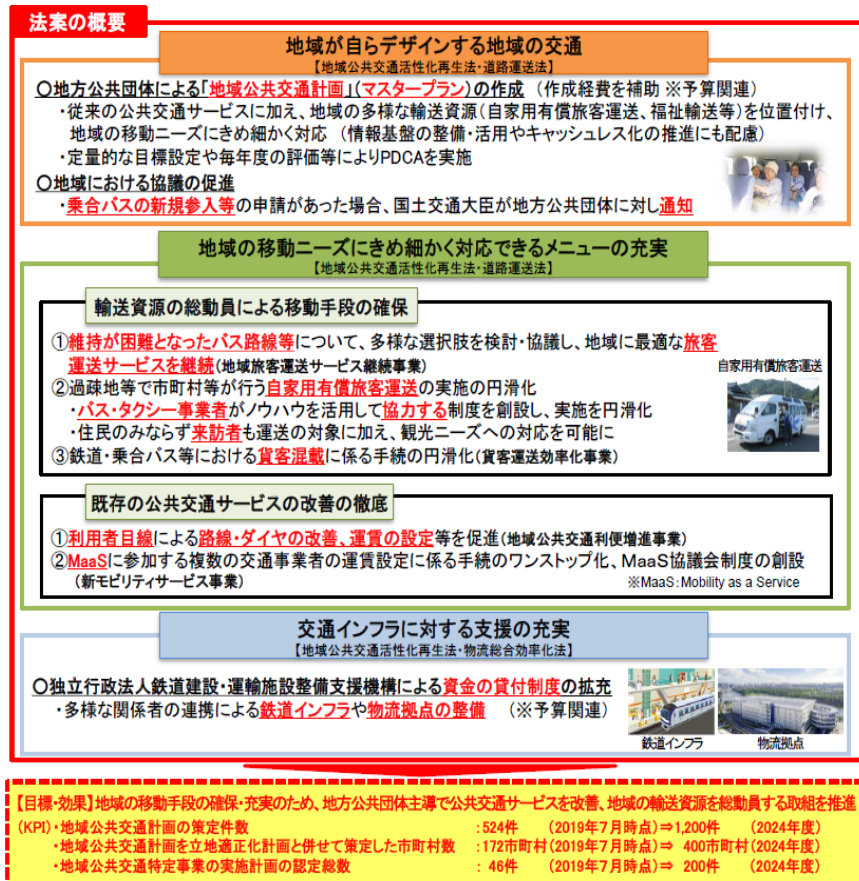 法案の概要
地域が自らデザインする地域の交通
【地域公共交通活性化再生法・道路運送法】
〇地方公共団体による「地域公共交通計画」(マスタープラン)の作成 (作成経費を補助 ※予算関連)
・従来の公共交通サービスに加え、地域の多様な輸送資源(自家用有償旅客運送、福祉輸送等)を位置付け、
地域の移動ニーズにきめ細かく対応 (情報基盤の整備・活用やキャッシュレス化の推進にも配慮)
・定量的な目標設定や毎年度の評価等によりPDCAを実施
〇地域における協議の促進
・乗合バスの新規参入等の申請があった場合、国土交通大臣が地方公共団体に対し通知
地域の移動ニーズにきめ細かく対応できるメニューの充実
【地域公共交通活性化再生法・道路運送法】
輸送資源の総動員による移動手段の確保
①維持が困難となったバス路線等について、多様な選択肢を検討・協議し、地域に最適な旅客
運送サービスを継続(地域旅客運送サービス継続事業)
自家用有償旅客運送
②過疎地等で市町村等が行う自家用有償旅客運送の実施の円滑化
・バス・タクシー事業者がノウハウを活用して協力する制度を創設し、実施を円滑化
・住民のみならず来訪者も運送の対象に加え、観光ニーズへの対応を可能に
③鉄道・乗合バス等における貨客混載に係る手続の円滑化(貨客運送効率化事業)
既存の公共交通サービスの改善の徹底
①利用者目線による路線・ダイヤの改善、運賃の設定等を促進(地域公共交通利便増進事業)
②MaaSに参加する複数の交通事業者の運賃設定に係る手続のワンストップ化、MaaS協議会制度の創設
(新モビリティサービス事業) ※MaaS:Mobility as a Service
交通インフラに対する支援の充実
【地域公共交通活性化再生法・物流総合効率化法】
〇独立行政法人鉄道建設・運輸施設整備支援機構による資金の貸付制度の拡充
・多様な関係者の連携による鉄道インフラや物流拠点の整備 (※予算関連)
鉄道インフラ 物流拠点
【目標・効果】地域の移動手段の確保・充実のため、地方公共団体主導で公共交通サービスを改善、地域の輸送資源を総動員する取組を推進
(KPI)・地域公共交通計画の策定件数 :524件 (2019年7月時点)⇒1,200件 (2024年度)
・地域公共交通計画を立地適正化計画と併せて策定した市町村数 :172市町村(2019年7月時点)⇒ 400市町村(2024年度)
・地域公共交通特定事業の実施計画の認定総数 : 46件 (2019年7月時点)⇒ 200件 (2024年度)